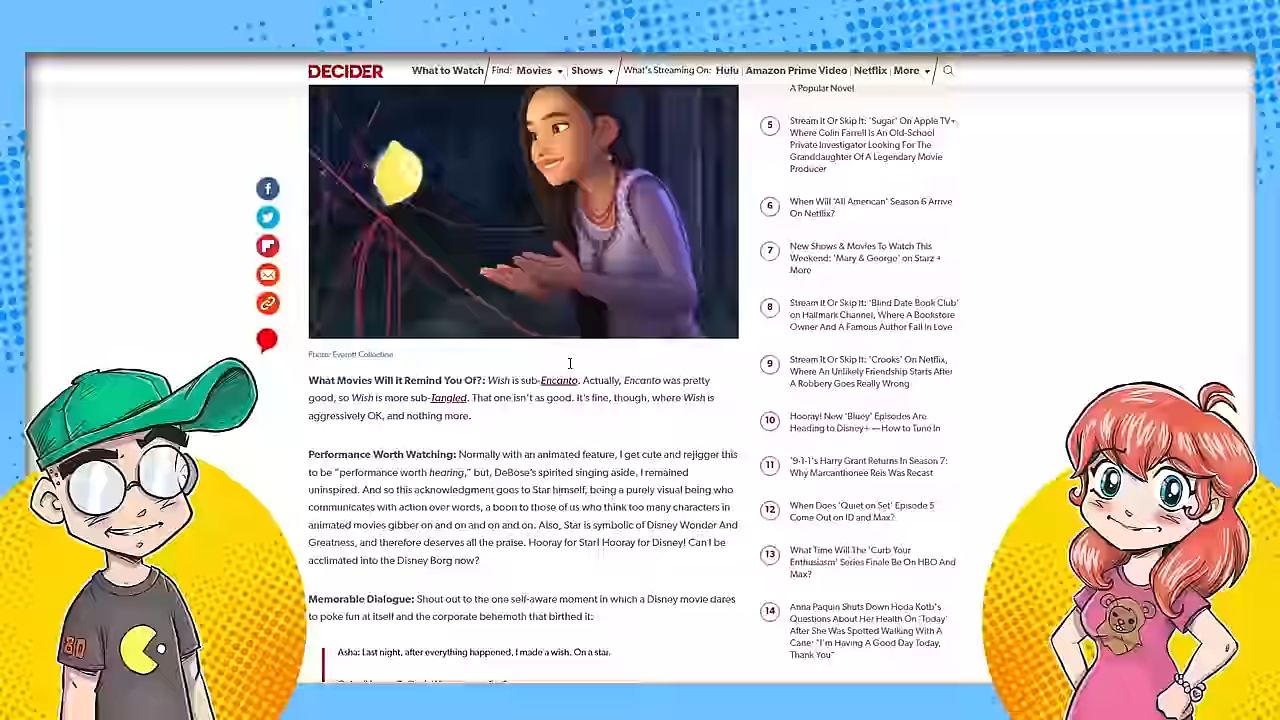 DECIDER What to Watch Find: Movies Shows What's Streaming On: Hulu Amazon Prime Video Netflix More
A Popular Novel
5 Stream It Or Skip It: 'Sugar' On Apple TV+,
Where Colin Farrell Is An Old-School
Private Investigator Looking For The
Granddaughter Of A Legendary Movie
Producer
6 When Will 'All American' Season 6 Arrive
On Netflix?
7 New Shows & Movies To Watch This
Weekend: 'Mary & George' on Starz +
More
8 Stream It Or Skip It: 'Blind Date Book Club'
on Hallmark Channel, Where A Bookstore
Owner And A Famous Author Fall In Love
9 Stream It Or Skip It: 'Crooks' On Netflix,
Where An Unlikely Friendship Starts After
A Robbery Goes Really Wrong
10 Hooray! New 'Bluey' Episodes Are
Heading to Disney+ — How to Tune In
11 '9-1-1's Harry Grant Returns In Season 7:
Why Marcanthonee Reis Was Recast
12 When Does 'Quiet on Set' Episode 5
Come Out on ID and Max?
13 What Time Will The 'Curb Your
Enthusiasm' Series Finale Be On HBO And
Max?
14 Anna Paquin Shuts Down Hoda Kotb's
Questions About Her Health On 'Today'
After She Was Spotted Walking With A
Cane: "I'm Having A Good Day Today,
Thank You"
Photo: Everett Collection
What Movies Will It Remind You Of?: Wish is sub-Encanto. Actually, Encanto was pretty
good, so Wish is more sub-Tangled. That one isn't as good. It's fine, though, where Wish is
aggressively OK, and nothing more.
Performance Worth Watching: Normally with an animated feature, I get cute and rejigger this
to be "performance worth hearing," but, DeBose's spirited singing aside, I remained
uninspired. And so this acknowledgment goes to Star himself, being a purely visual being who
communicates with action over words, a boon to those of us who think too many characters in
animated movies gibber on and on and on and on. Also, Star is symbolic of Disney Wonder And
Greatness, and therefore deserves all the praise. Hooray for Star! Hooray for Disney! Can I be
acclimated into the Disney Borg now?
Memorable Dialogue: Shout out to the one self-aware moment in which a Disney movie dares
to poke fun at itself and the corporate behemoth that birthed it:
Asha: Last night, after everything happened, I made a wish. On a star.
80